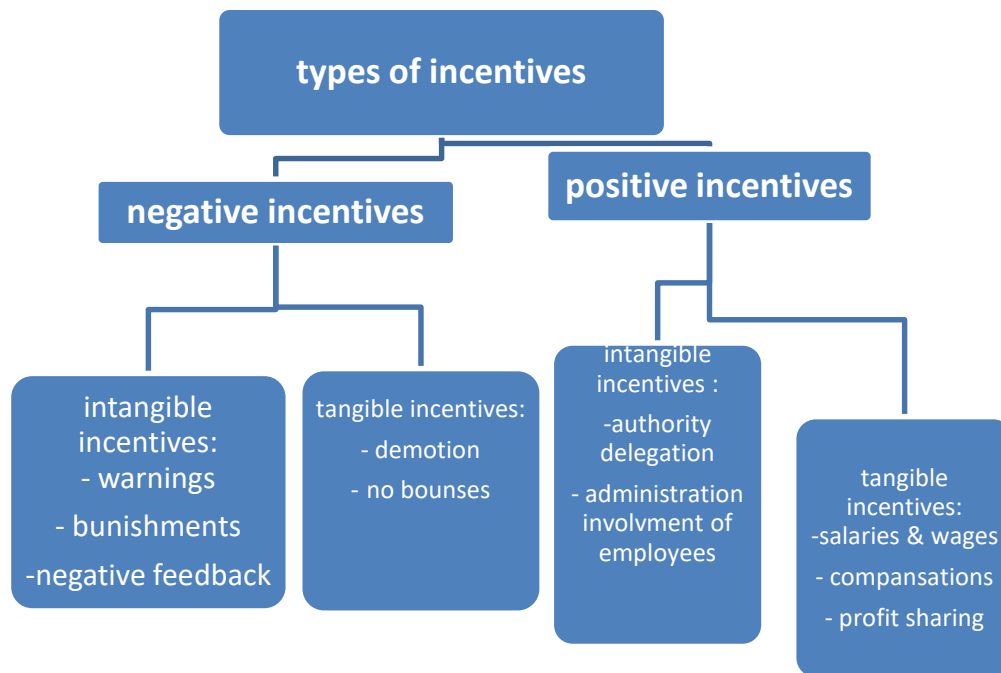 types of incentives
negative incentives
positive incentives
intangible
incentives:
- warnings
- bunishments
-negative feedback
tangible incentives:
- demotion
- no bounses
intangible
incentives :
-authority
delegation
- administration
involvment of
employees
tangible
incentives:
-salaries & wages
- compansations
- profit sharing